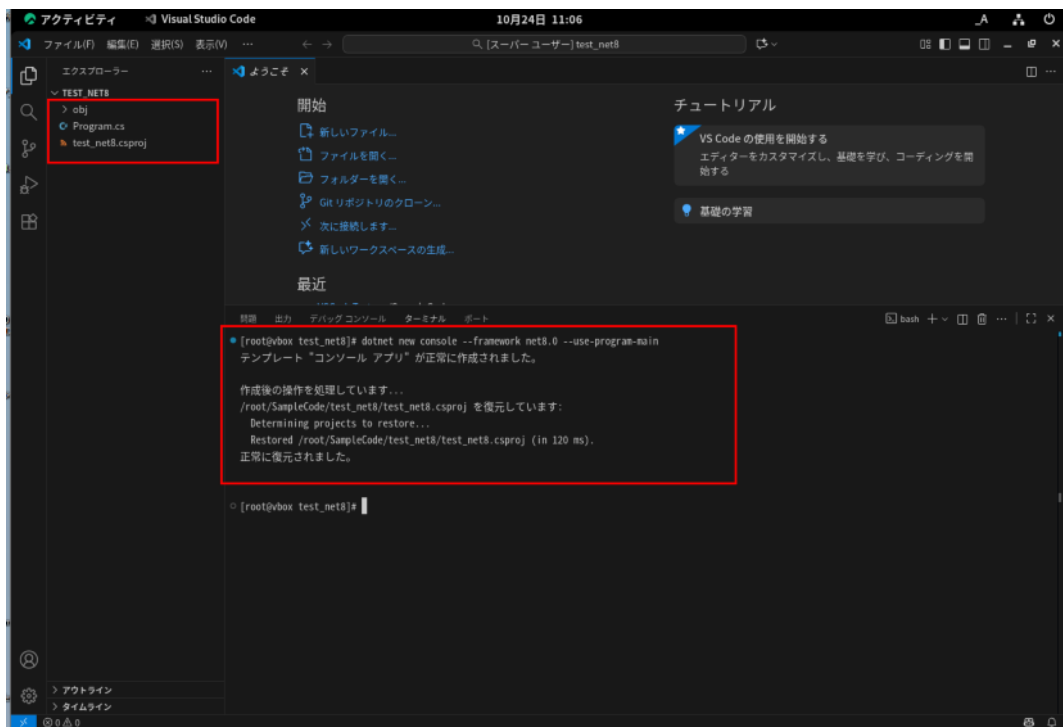 アクティビティ Visual Studio Code 10月24日 11:06 _A
ファイル(F) 編集(E) 選択(S) 表示(V) ··· ← → [スーパー ユーザー] test_net8
エクスプローラー ···
TEST_NET8
> obj
Program.cs
test_net8.csproj
ようこそ ×
開始
新しいファイル...
ファイルを開く...
フォルダーを開く...
Git リポジトリのクローン...
次に接続します...
新しいワークスペースの生成...
最近
チュートリアル
VS Code の使用を開始する
エディターをカスタマイズし、基礎を学び、コーディングを開
始する
基礎の学習
問題 出力 デバッグ コンソール ターミナル ポート bash
[root@vbox test_net8]# dotnet new console --framework net8.0 --use-program-main
テンプレート "コンソール アプリ" が正常に作成されました。
作成後の操作を処理しています...
/root/SampleCode/test_net8/test_net8.csproj を復元しています:
Determining projects to restore...
Restored /root/SampleCode/test_net8/test_net8.csproj (in 120 ms).
正常に復元されました。
[root@vbox test_net8]#
> アウトライン
> タイムライン
0 0